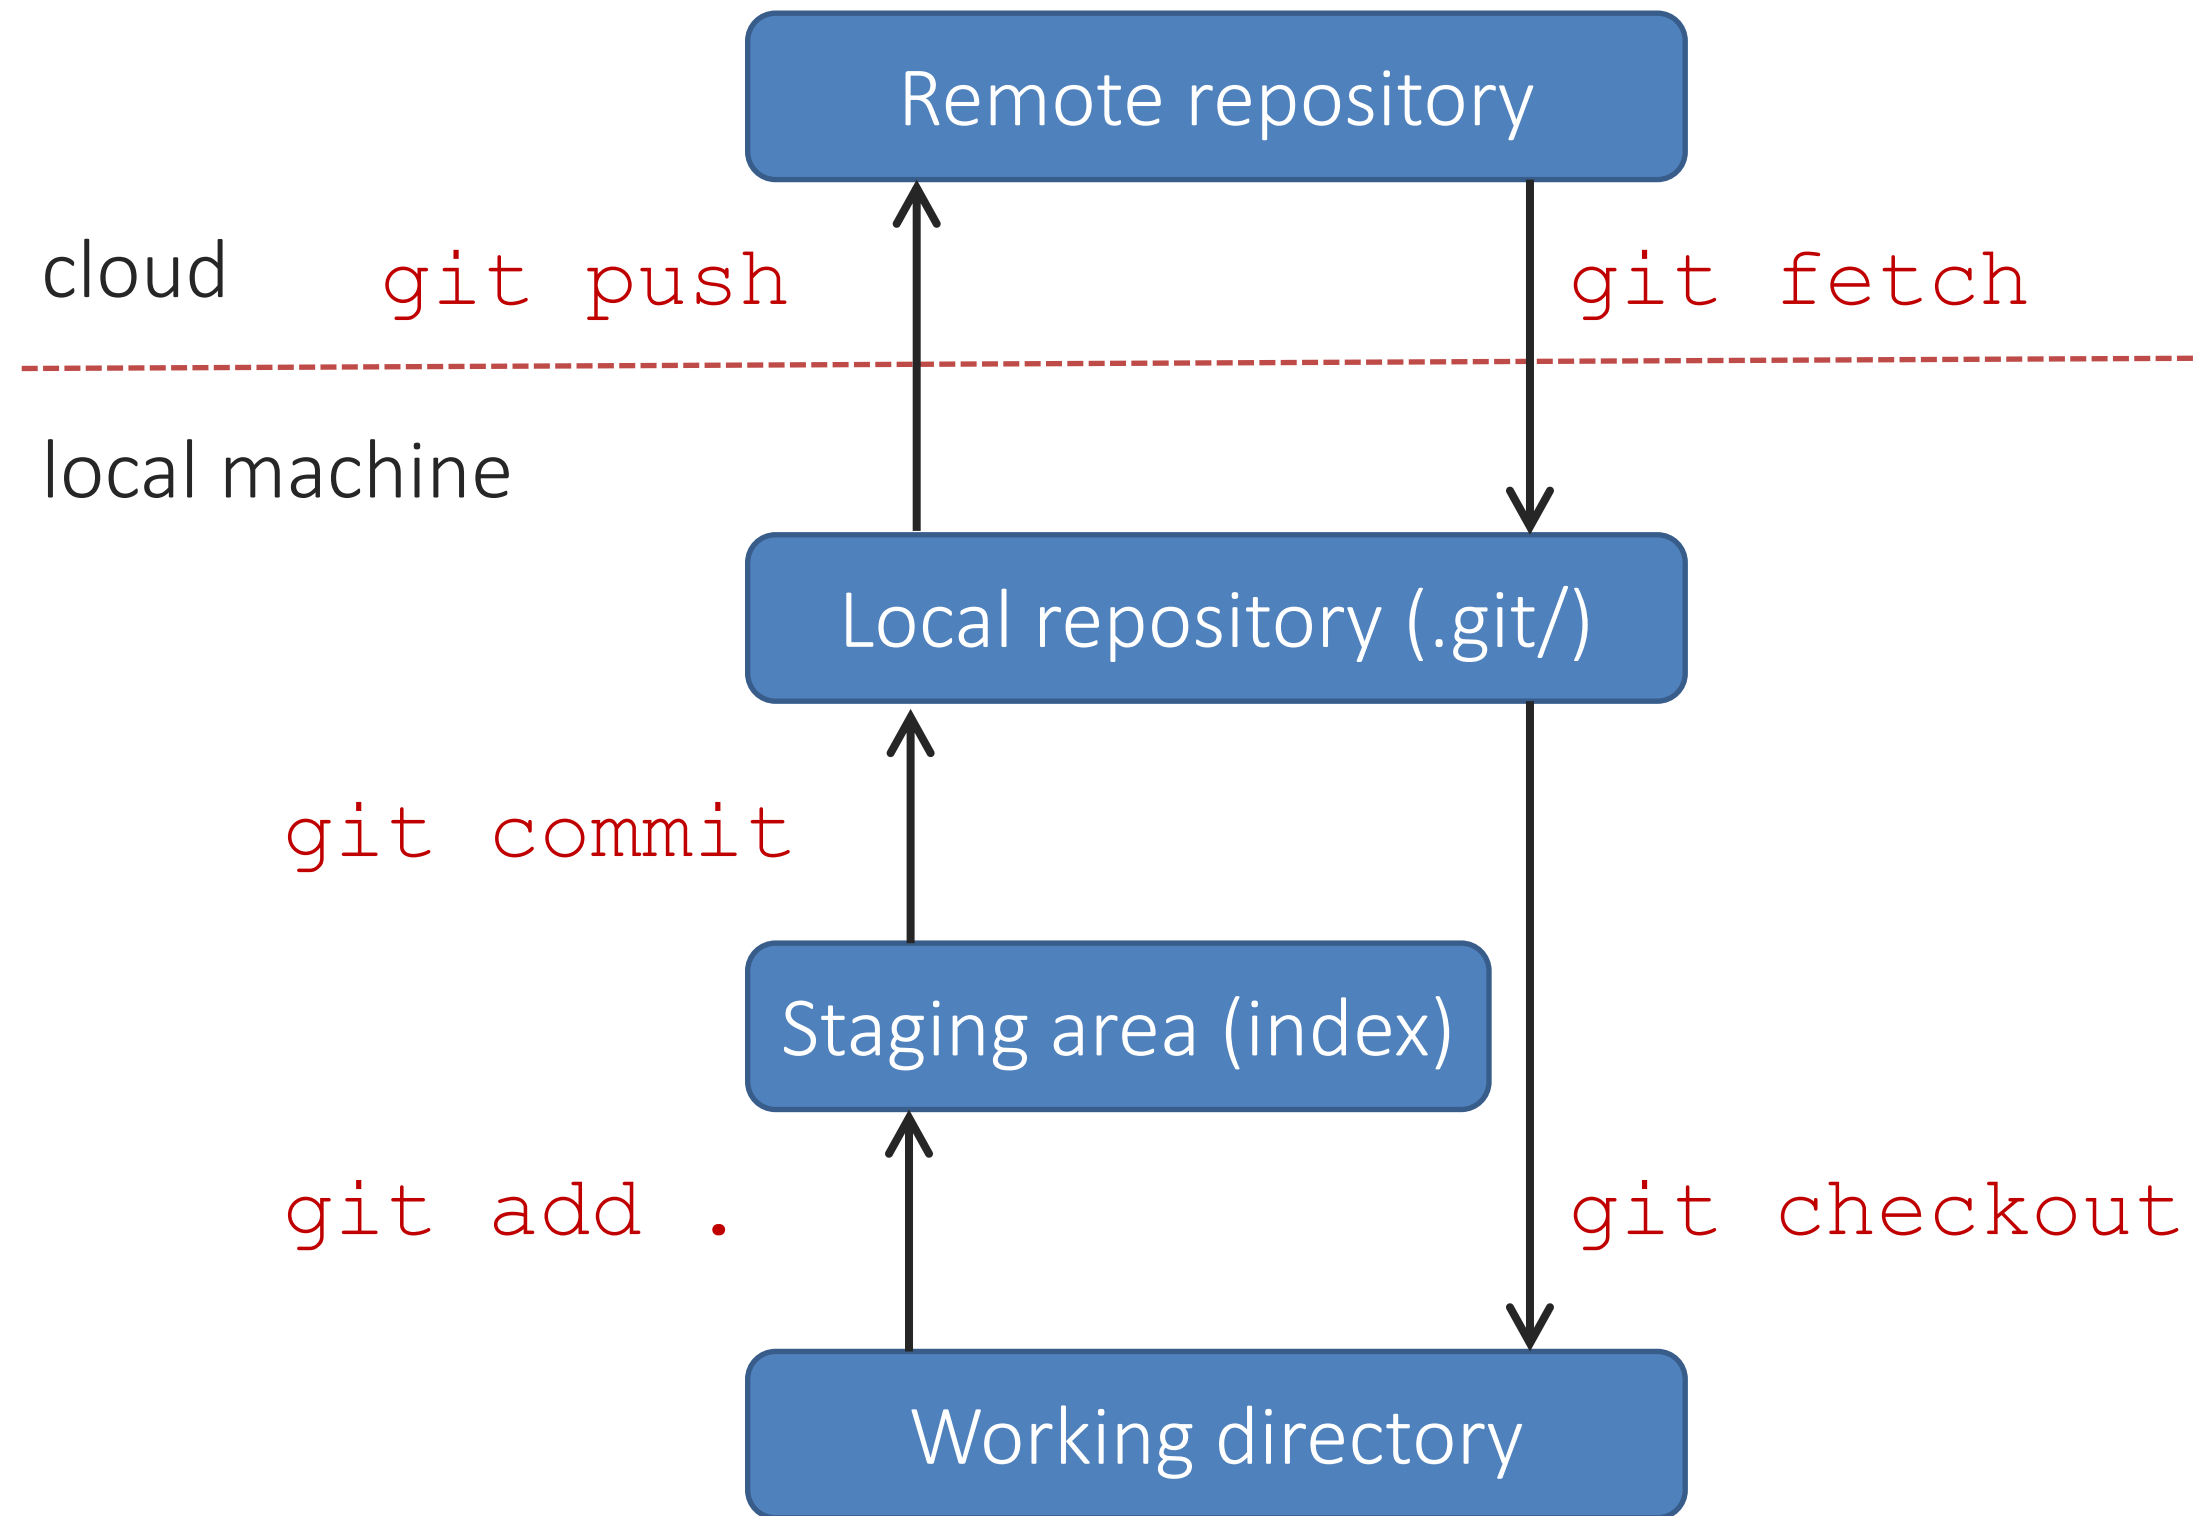 Remote repository
cloud
git push
git fetch
local machine
Local repository (.git/)
git commit
Staging area (index)
git add .
git checkout
Working directory